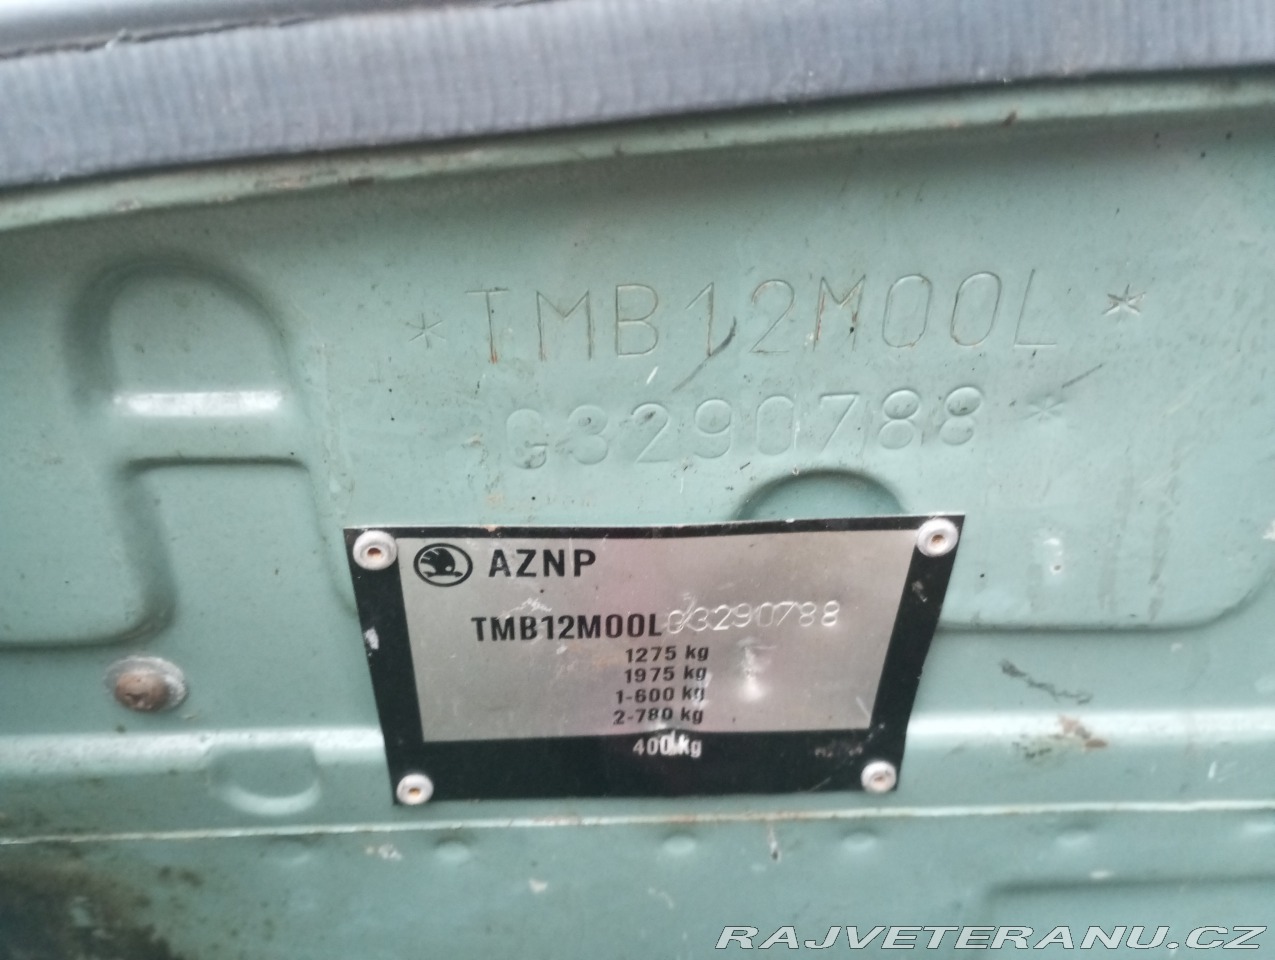 *TMB12M00L*
G3290788*
AZNP
TMB12M00LG3290788
1275 kg
1975 kg
1-600 kg
2-780 kg
400 kg
RAJVETERANU.CZ